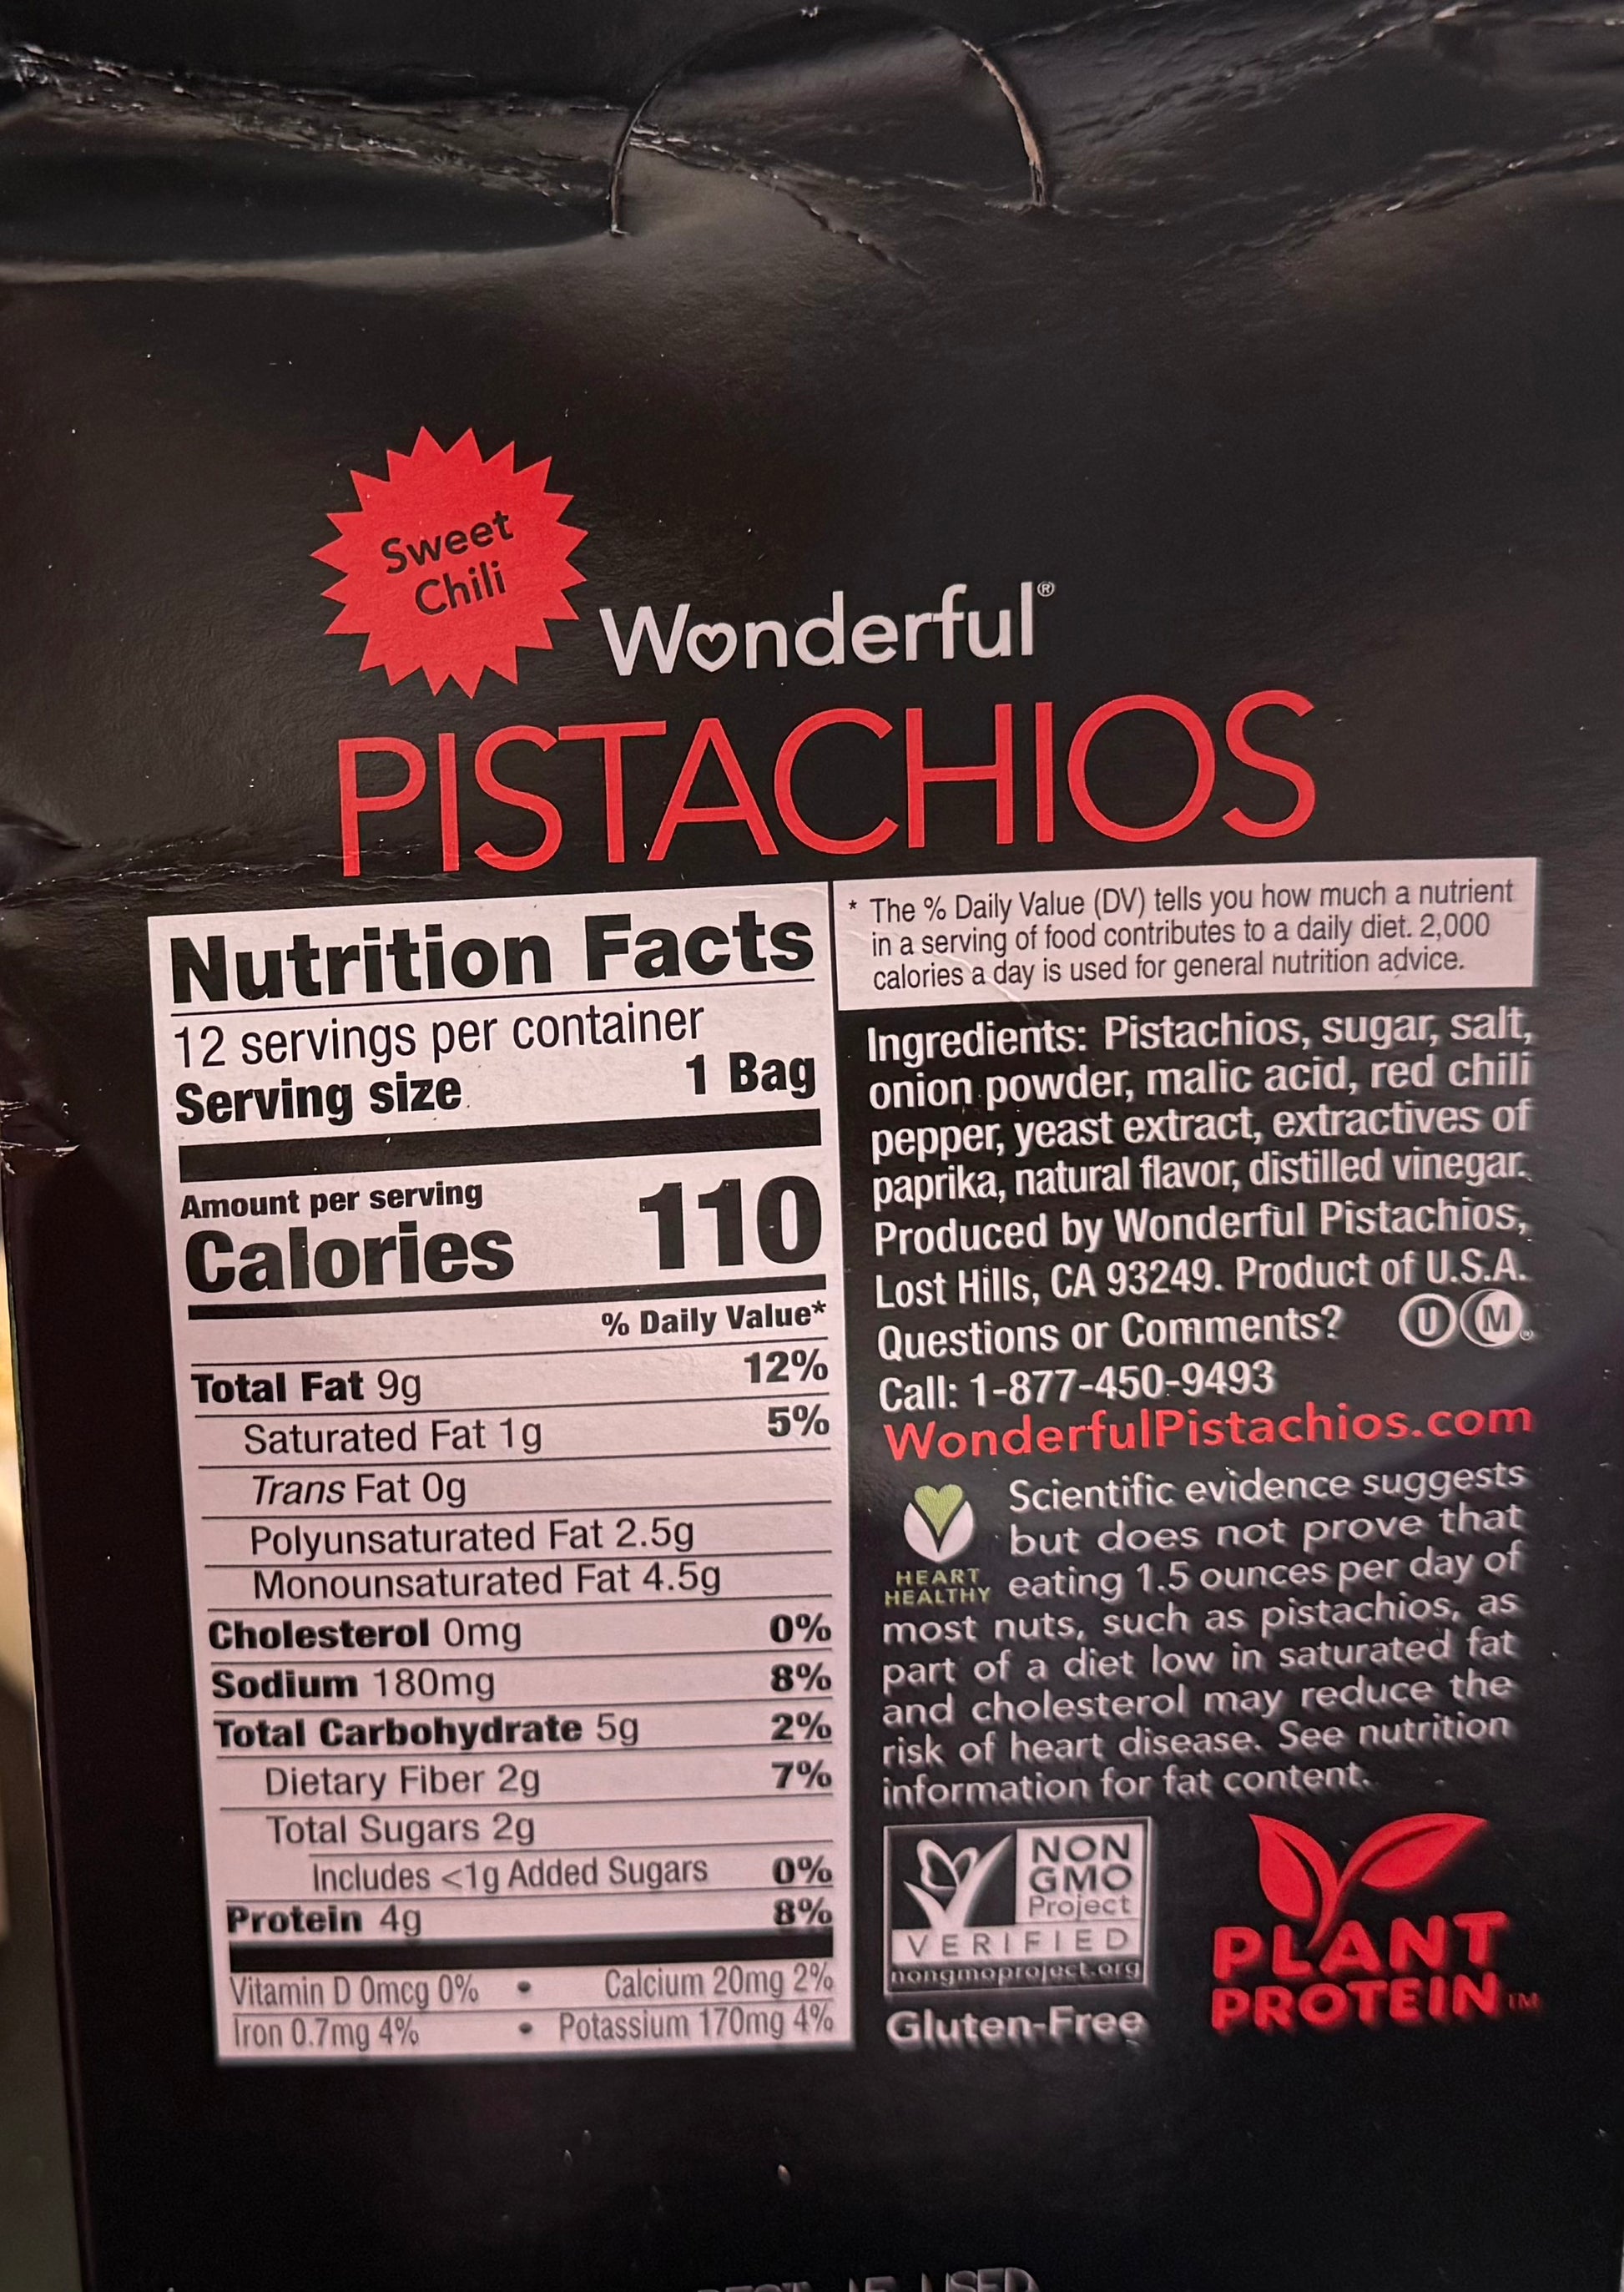 Sweet
Chili
Wonderful®
PISTACHIOS
Nutrition Facts
12 servings per container
Serving size 1 Bag
Amount per serving
Calories 110
% Daily Value*
Total Fat 9g 12%
Saturated Fat 1g 5%
Trans Fat 0g
Polyunsaturated Fat 2.5g
Monounsaturated Fat 4.5g
Cholesterol 0mg 0%
Sodium 180mg 8%
Total Carbohydrate 5g 2%
Dietary Fiber 2g 7%
Total Sugars 2g
Includes <1g Added Sugars 0%
Protein 4g 8%
Vitamin D 0mcg 0% • Calcium 20mg 2%
Iron 0.7mg 4% • Potassium 170mg 4%
* The % Daily Value (DV) tells you how much a nutrient
in a serving of food contributes to a daily diet. 2,000
calories a day is used for general nutrition advice.
Ingredients: Pistachios, sugar, salt,
onion powder, malic acid, red chili
pepper, yeast extract, extractives of
paprika, natural flavor, distilled vinegar.
Produced by Wonderful Pistachios,
Lost Hills, CA 93249. Product of U.S.A.
Questions or Comments? U M®
Call: 1-877-450-9493
WonderfulPistachios.com
HEART
HEALTHY
Scientific evidence suggests
but does not prove that
eating 1.5 ounces per day of
most nuts, such as pistachios, as
part of a diet low in saturated fat
and cholesterol may reduce the
risk of heart disease. See nutrition
information for fat content.
NON
GMO
Project
VERIFIED
nongmoproject.org
Gluten-Free
PLANT
PROTEIN™
BEST IF USED